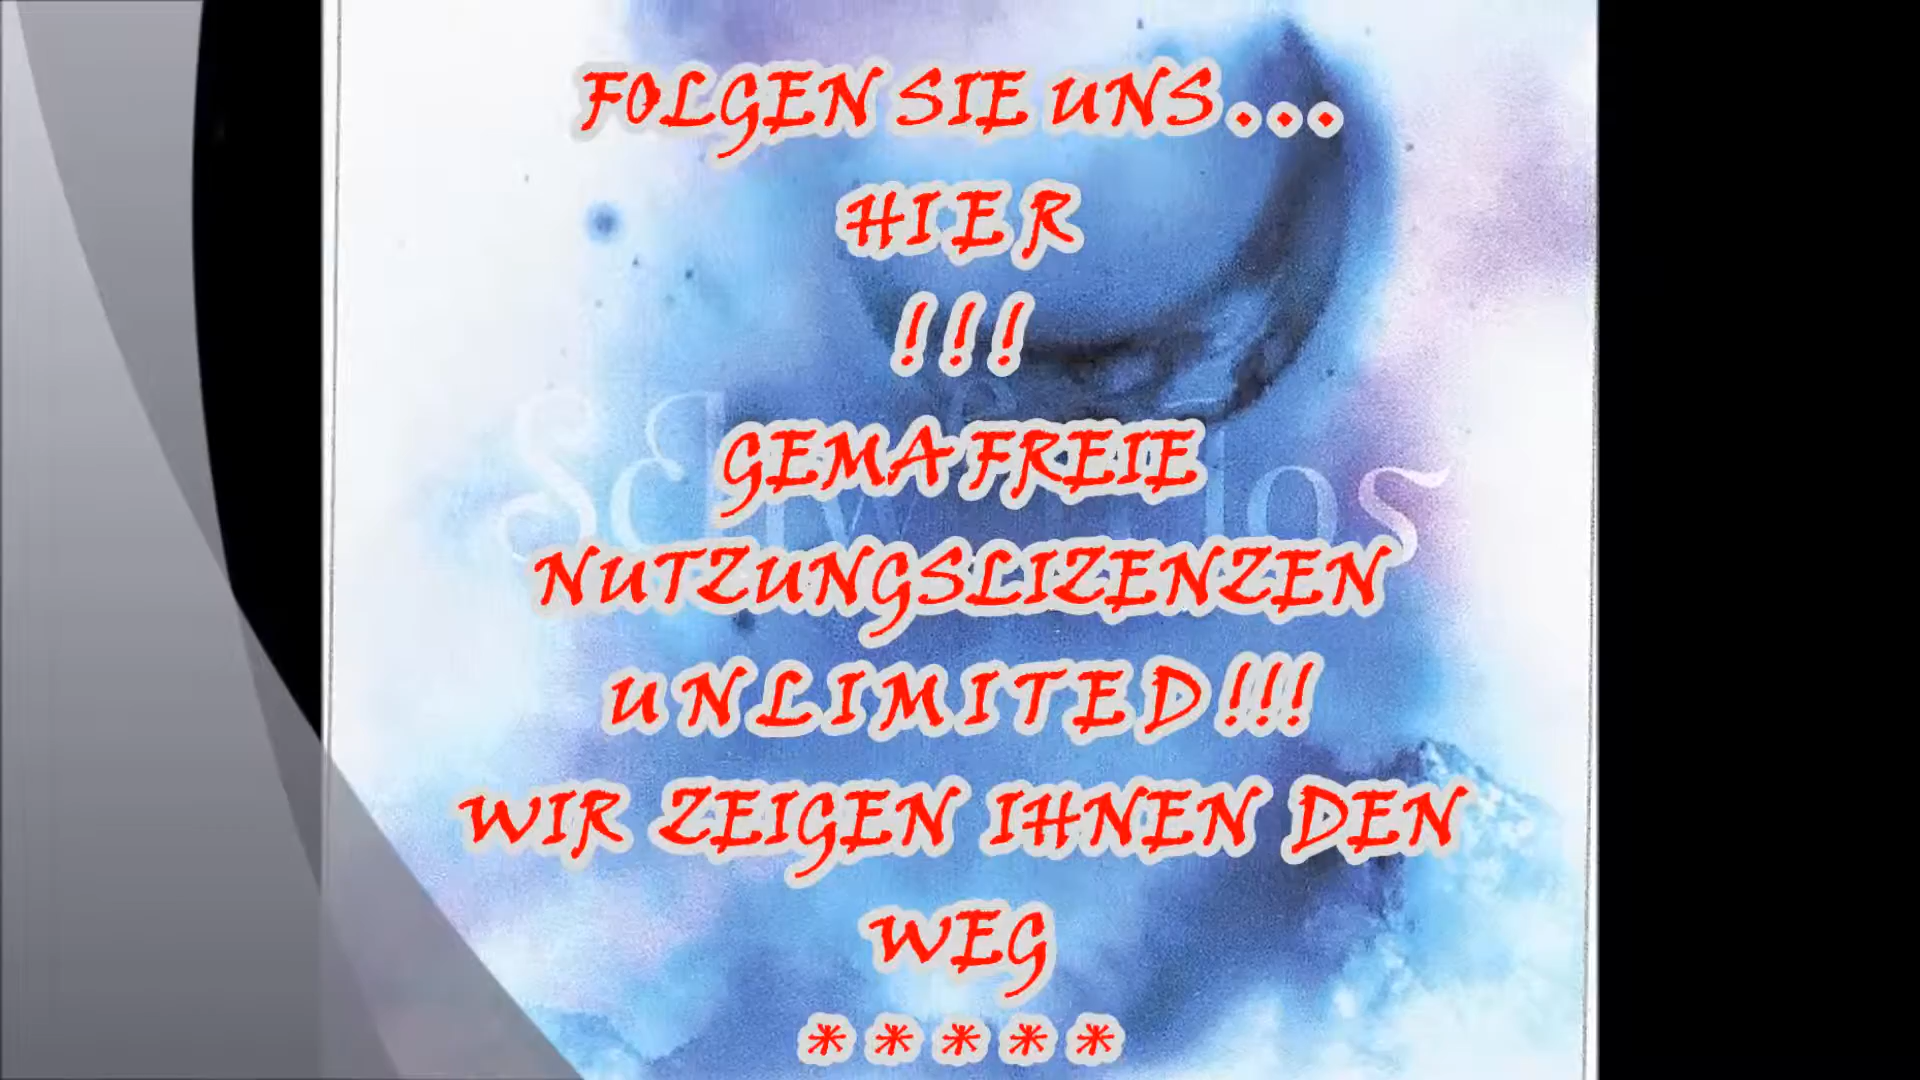 FOLGEN SIE UNS...
HIER
!!!
GEMA FREIE
NUTZUNGSLIZENZEN
UNLIMITED!!!
WIR ZEIGEN IHNEN DEN
WEG
* * * * *